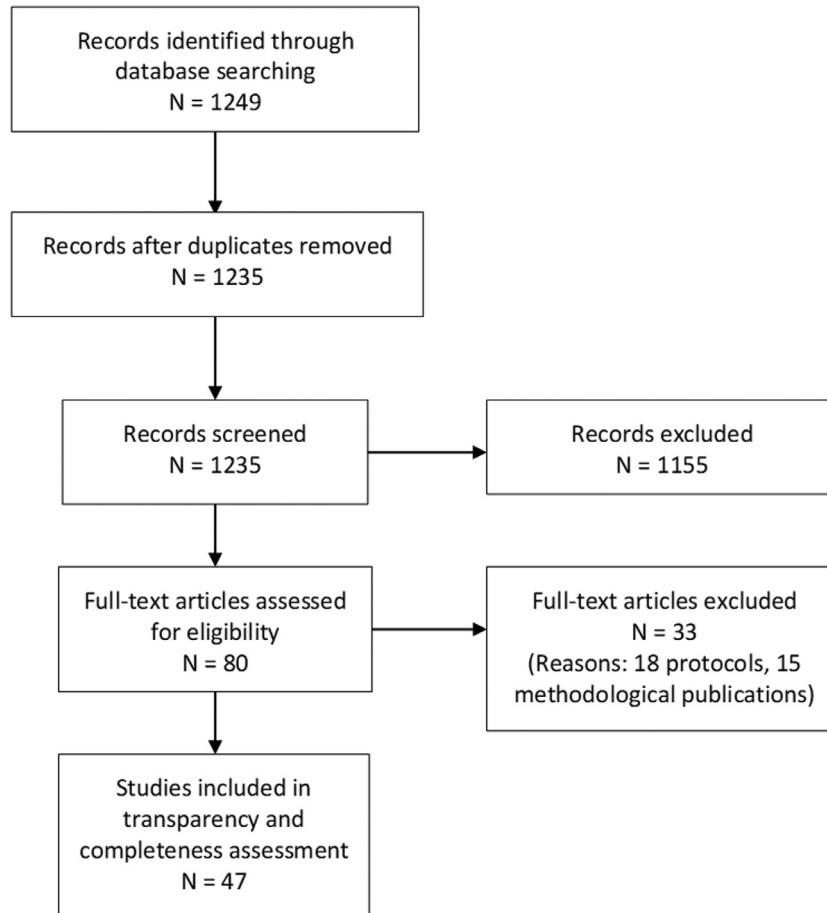 Records identified through
database searching
N = 1249
Records after duplicates removed
N = 1235
Records screened
N = 1235
Records excluded
N = 1155
Full-text articles assessed
for eligibility
N = 80
Full-text articles excluded
N = 33
(Reasons: 18 protocols, 15
methodological publications)
Studies included in
transparency and
completeness assessment
N = 47